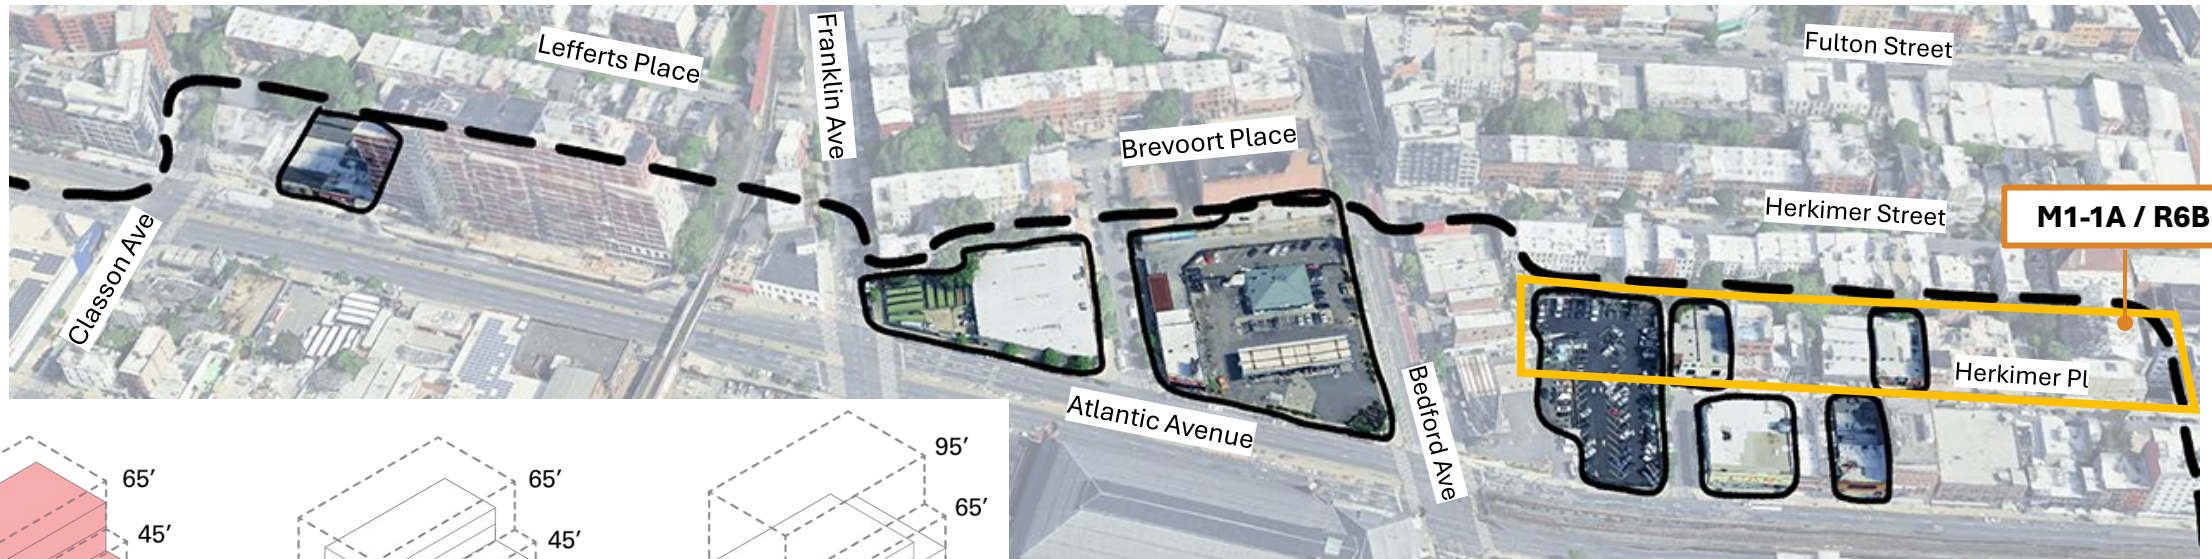 Lefferts Place
Franklin Ave
Fulton Street
Brevoort Place
Herkimer Street
M1-1A / R6B
Classon Ave
Herkimer Pl
Atlantic Avenue
Bedford Ave
65’
45’
65’
45’
95’
65’